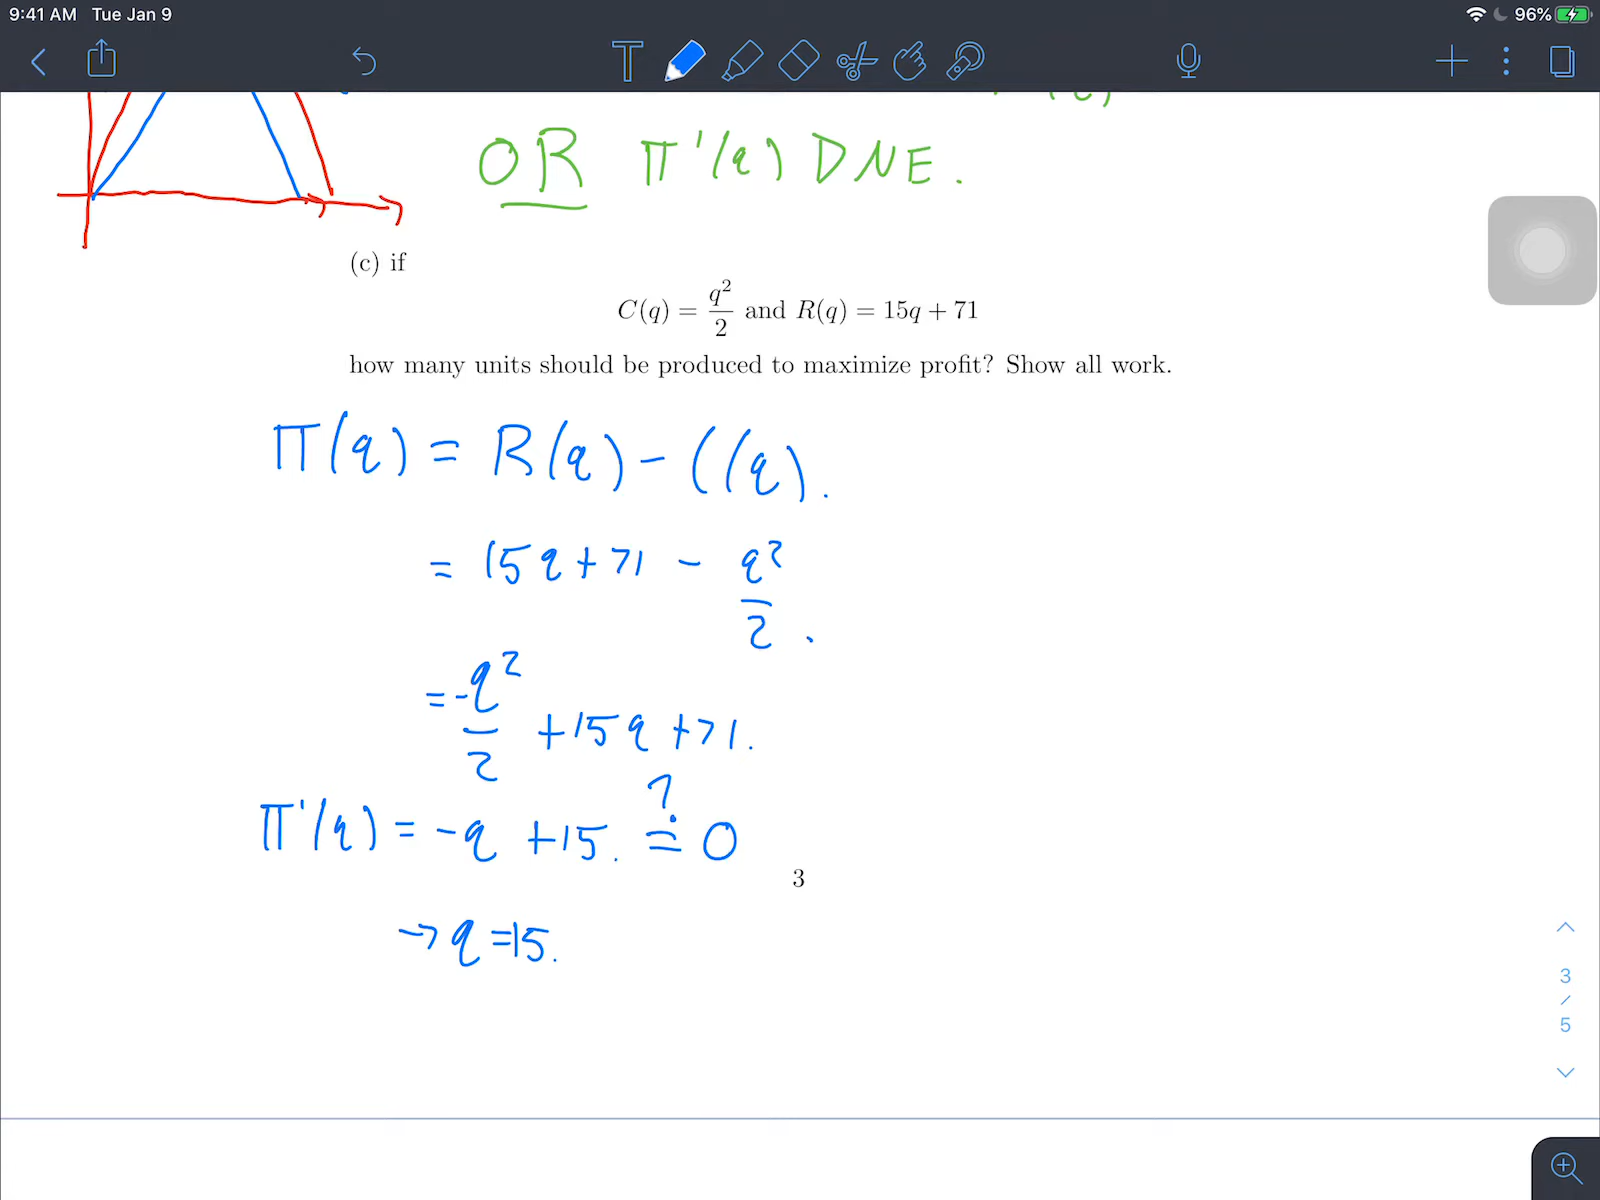 9:41 AM Tue Jan 9 96%
OR π'(q) DNE.
(c) if
C(q) = q²/2 and R(q) = 15q + 71
how many units should be produced to maximize profit? Show all work.
π(q) = R(q) - C(q).
= 15q + 71 - q²/2.
= -q²/2 + 15q + 71.
π'(q) = -q + 15. ≟ 0
3
→ q = 15.
3
/
5